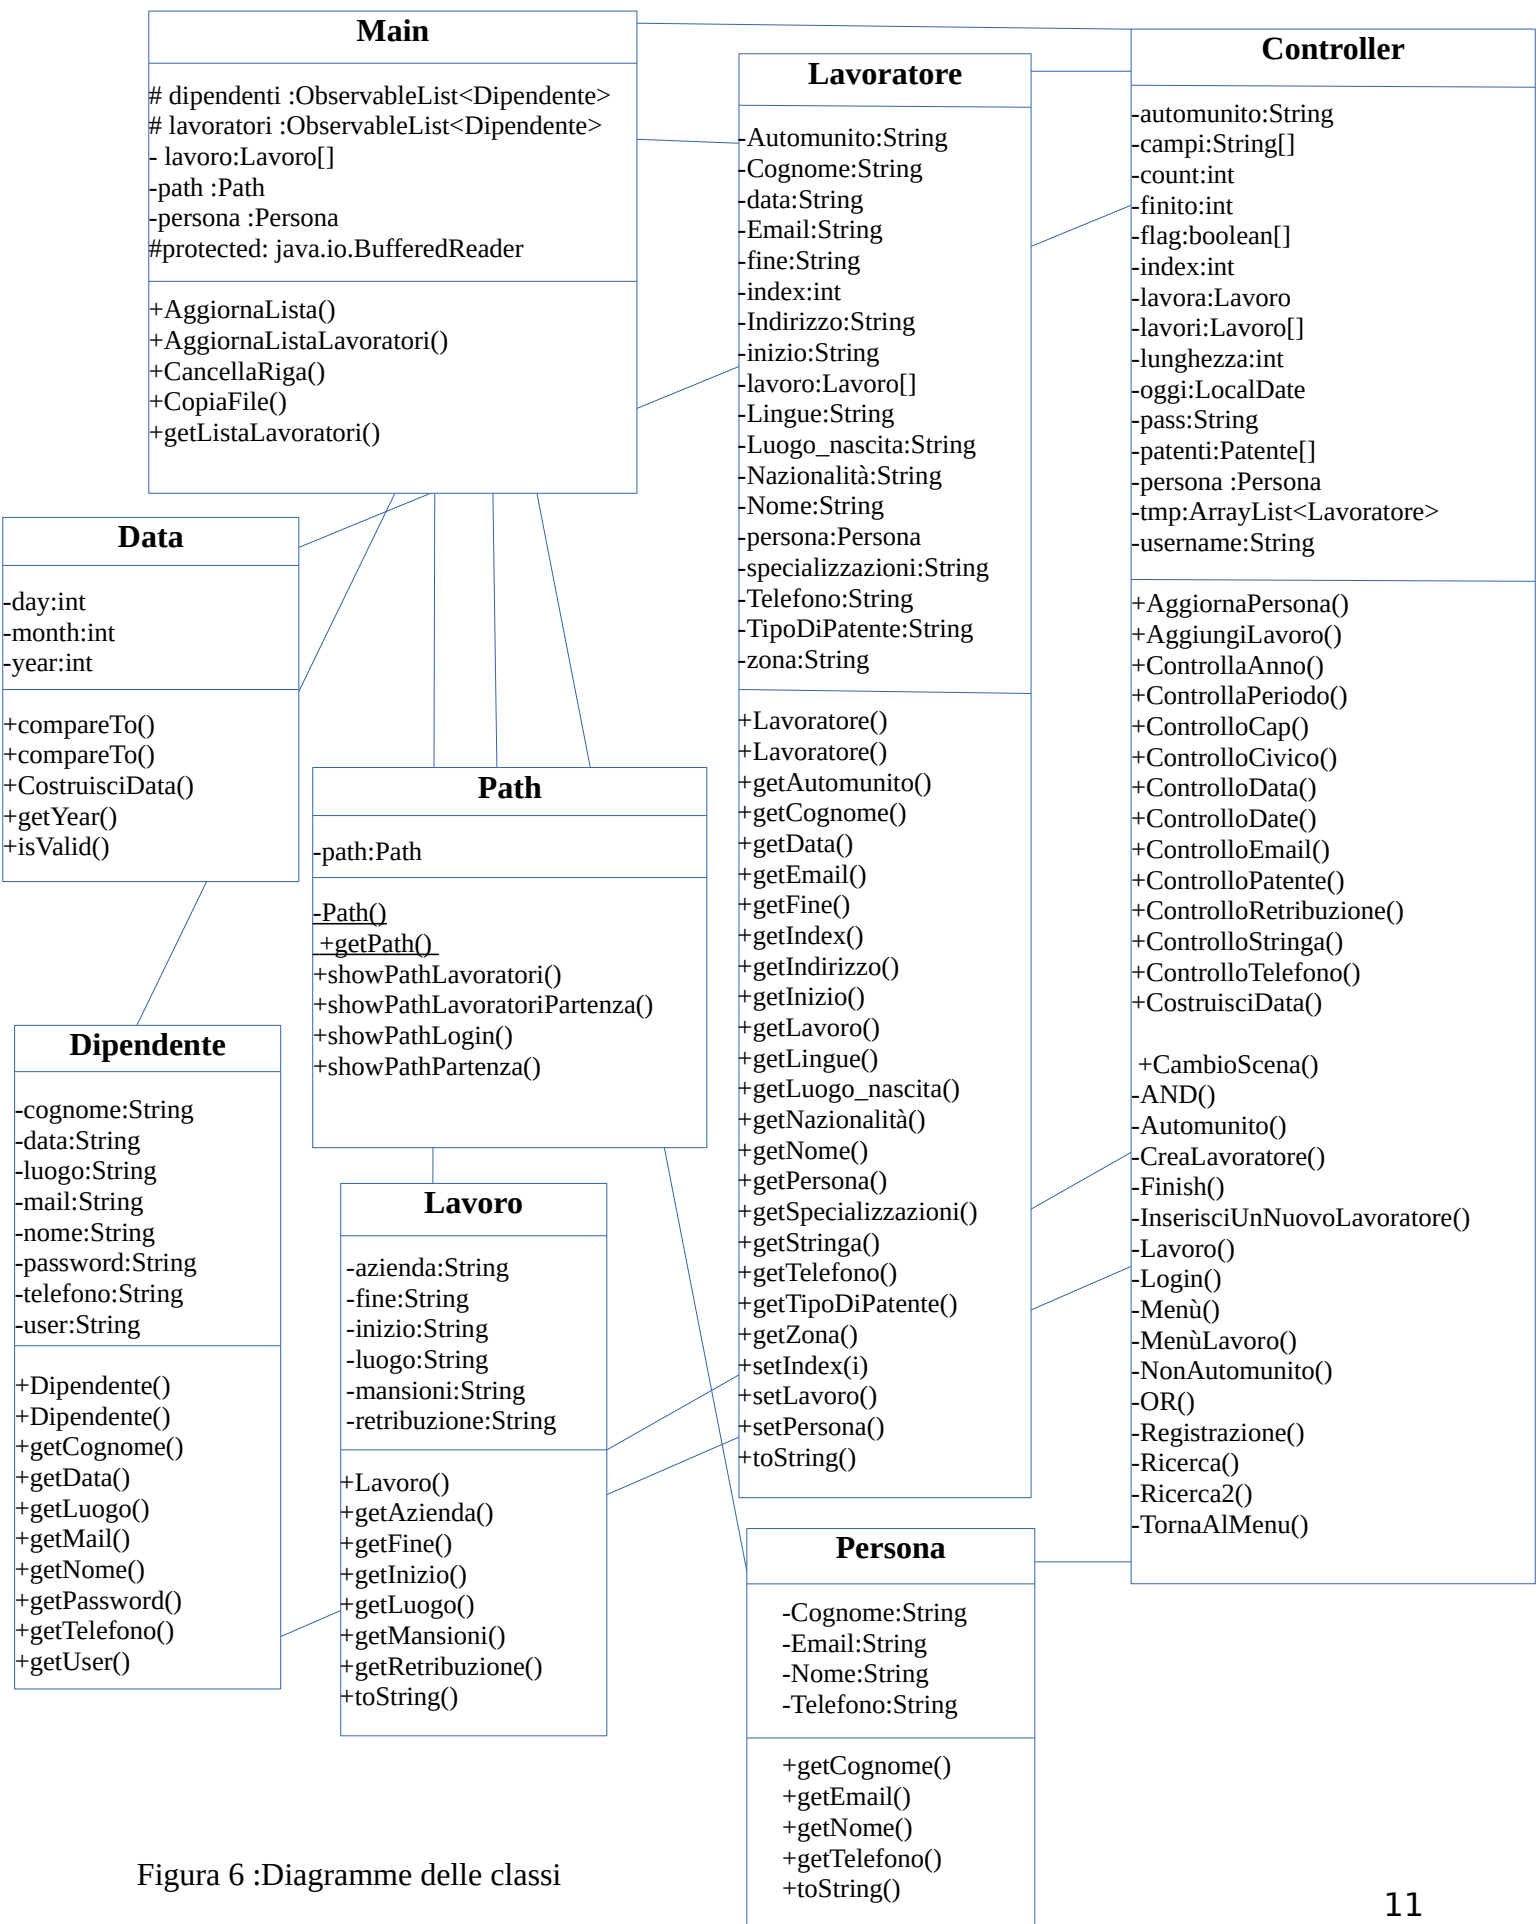 Main
# dipendenti :ObservableList<Dipendente>
# lavoratori :ObservableList<Dipendente>
- lavoro:Lavoro[]
-path :Path
-persona :Persona
#protected: java.io.BufferedReader
+AggiornaLista()
+AggiornaListaLavoratori()
+CancellaRiga()
+CopiaFile()
+getListaLavoratori()
Lavoratore
-Automunito:String
-Cognome:String
-data:String
-Email:String
-fine:String
-index:int
-Indirizzo:String
-inizio:String
-lavoro:Lavoro[]
-Lingue:String
-Luogo_nascita:String
-Nazionalità:String
-Nome:String
-persona:Persona
-specializzazioni:String
-Telefono:String
-TipoDiPatente:String
-zona:String
+Lavoratore()
+Lavoratore()
+getAutomunito()
+getCognome()
+getData()
+getEmail()
+getFine()
+getIndex()
+getIndirizzo()
+getInizio()
+getLavoro()
+getLingue()
+getLuogo_nascita()
+getNazionalità()
+getNome()
+getPersona()
+getSpecializzazioni()
+getStringa()
+getTelefono()
+getTipoDiPatente()
+getZona()
+setIndex(i)
+setLavoro()
+setPersona()
+toString()
Controller
-automunito:String
-campi:String[]
-count:int
-finito:int
-flag:boolean[]
-index:int
-lavora:Lavoro
-lavori:Lavoro[]
-lunghezza:int
-oggi:LocalDate
-pass:String
-patenti:Patente[]
-persona :Persona
-tmp:ArrayList<Lavoratore>
-username:String
+AggiornaPersona()
+AggiungiLavoro()
+ControllaAnno()
+ControllaPeriodo()
+ControlloCap()
+ControlloCivico()
+ControlloData()
+ControlloDate()
+ControlloEmail()
+ControlloPatente()
+ControlloRetribuzione()
+ControlloStringa()
+ControlloTelefono()
+CostruisciData()
+CambioScena()
-AND()
-Automunito()
-CreaLavoratore()
-Finish()
-InserisciUnNuovoLavoratore()
-Lavoro()
-Login()
-Menù()
-MenùLavoro()
-NonAutomunito()
-OR()
-Registrazione()
-Ricerca()
-Ricerca2()
-TornaAlMenu()
Data
-day:int
-month:int
-year:int
+compareTo()
+compareTo()
+CostruisciData()
+getYear()
+isValid()
Path
-path:Path
-Path()
+getPath()
+showPathLavoratori()
+showPathLavoratoriPartenza()
+showPathLogin()
+showPathPartenza()
Dipendente
-cognome:String
-data:String
-luogo:String
-mail:String
-nome:String
-password:String
-telefono:String
-user:String
+Dipendente()
+Dipendente()
+getCognome()
+getData()
+getLuogo()
+getMail()
+getNome()
+getPassword()
+getTelefono()
+getUser()
Lavoro
-azienda:String
-fine:String
-inizio:String
-luogo:String
-mansioni:String
-retribuzione:String
+Lavoro()
+getAzienda()
+getFine()
+getInizio()
+getLuogo()
+getMansioni()
+getRetribuzione()
+toString()
Persona
-Cognome:String
-Email:String
-Nome:String
-Telefono:String
+getCognome()
+getEmail()
+getNome()
+getTelefono()
+toString()
Figura 6 :Diagramme delle classi
11